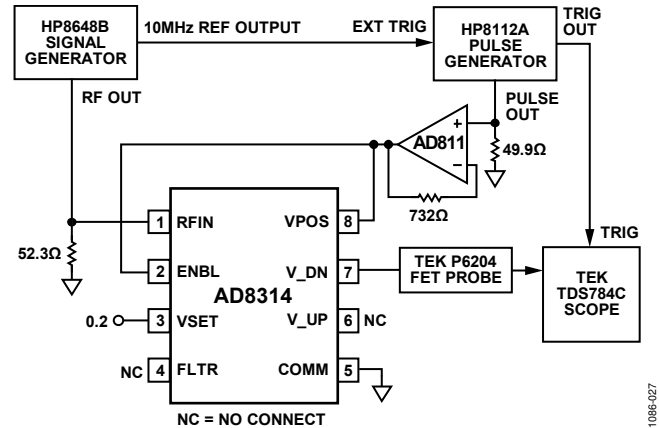 HP8648B
SIGNAL
GENERATOR
10MHz REF OUTPUT
EXT TRIG
HP8112A
PULSE
GENERATOR
TRIG
OUT
RF OUT
PULSE
OUT
+
AD811
−
49.9Ω
732Ω
52.3Ω
1 RFIN
VPOS 8
2 ENBL
V_DN 7
AD8314
0.2
3 VSET
V_UP 6 NC
NC 4 FLTR
COMM 5
TEK P6204
FET PROBE
TRIG
TEK
TDS784C
SCOPE
NC = NO CONNECT
1086-027